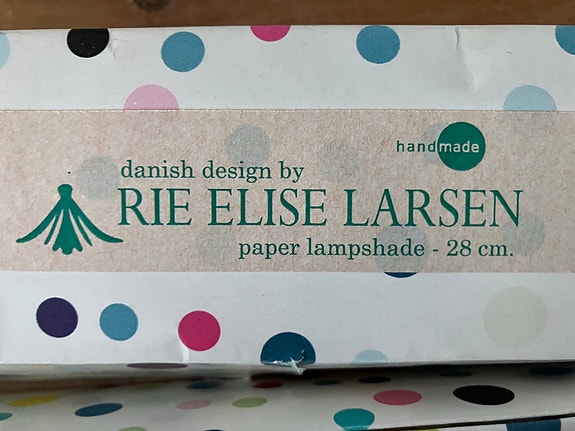 handmade
danish design by
RIE ELISE LARSEN
paper lampshade - 28 cm.